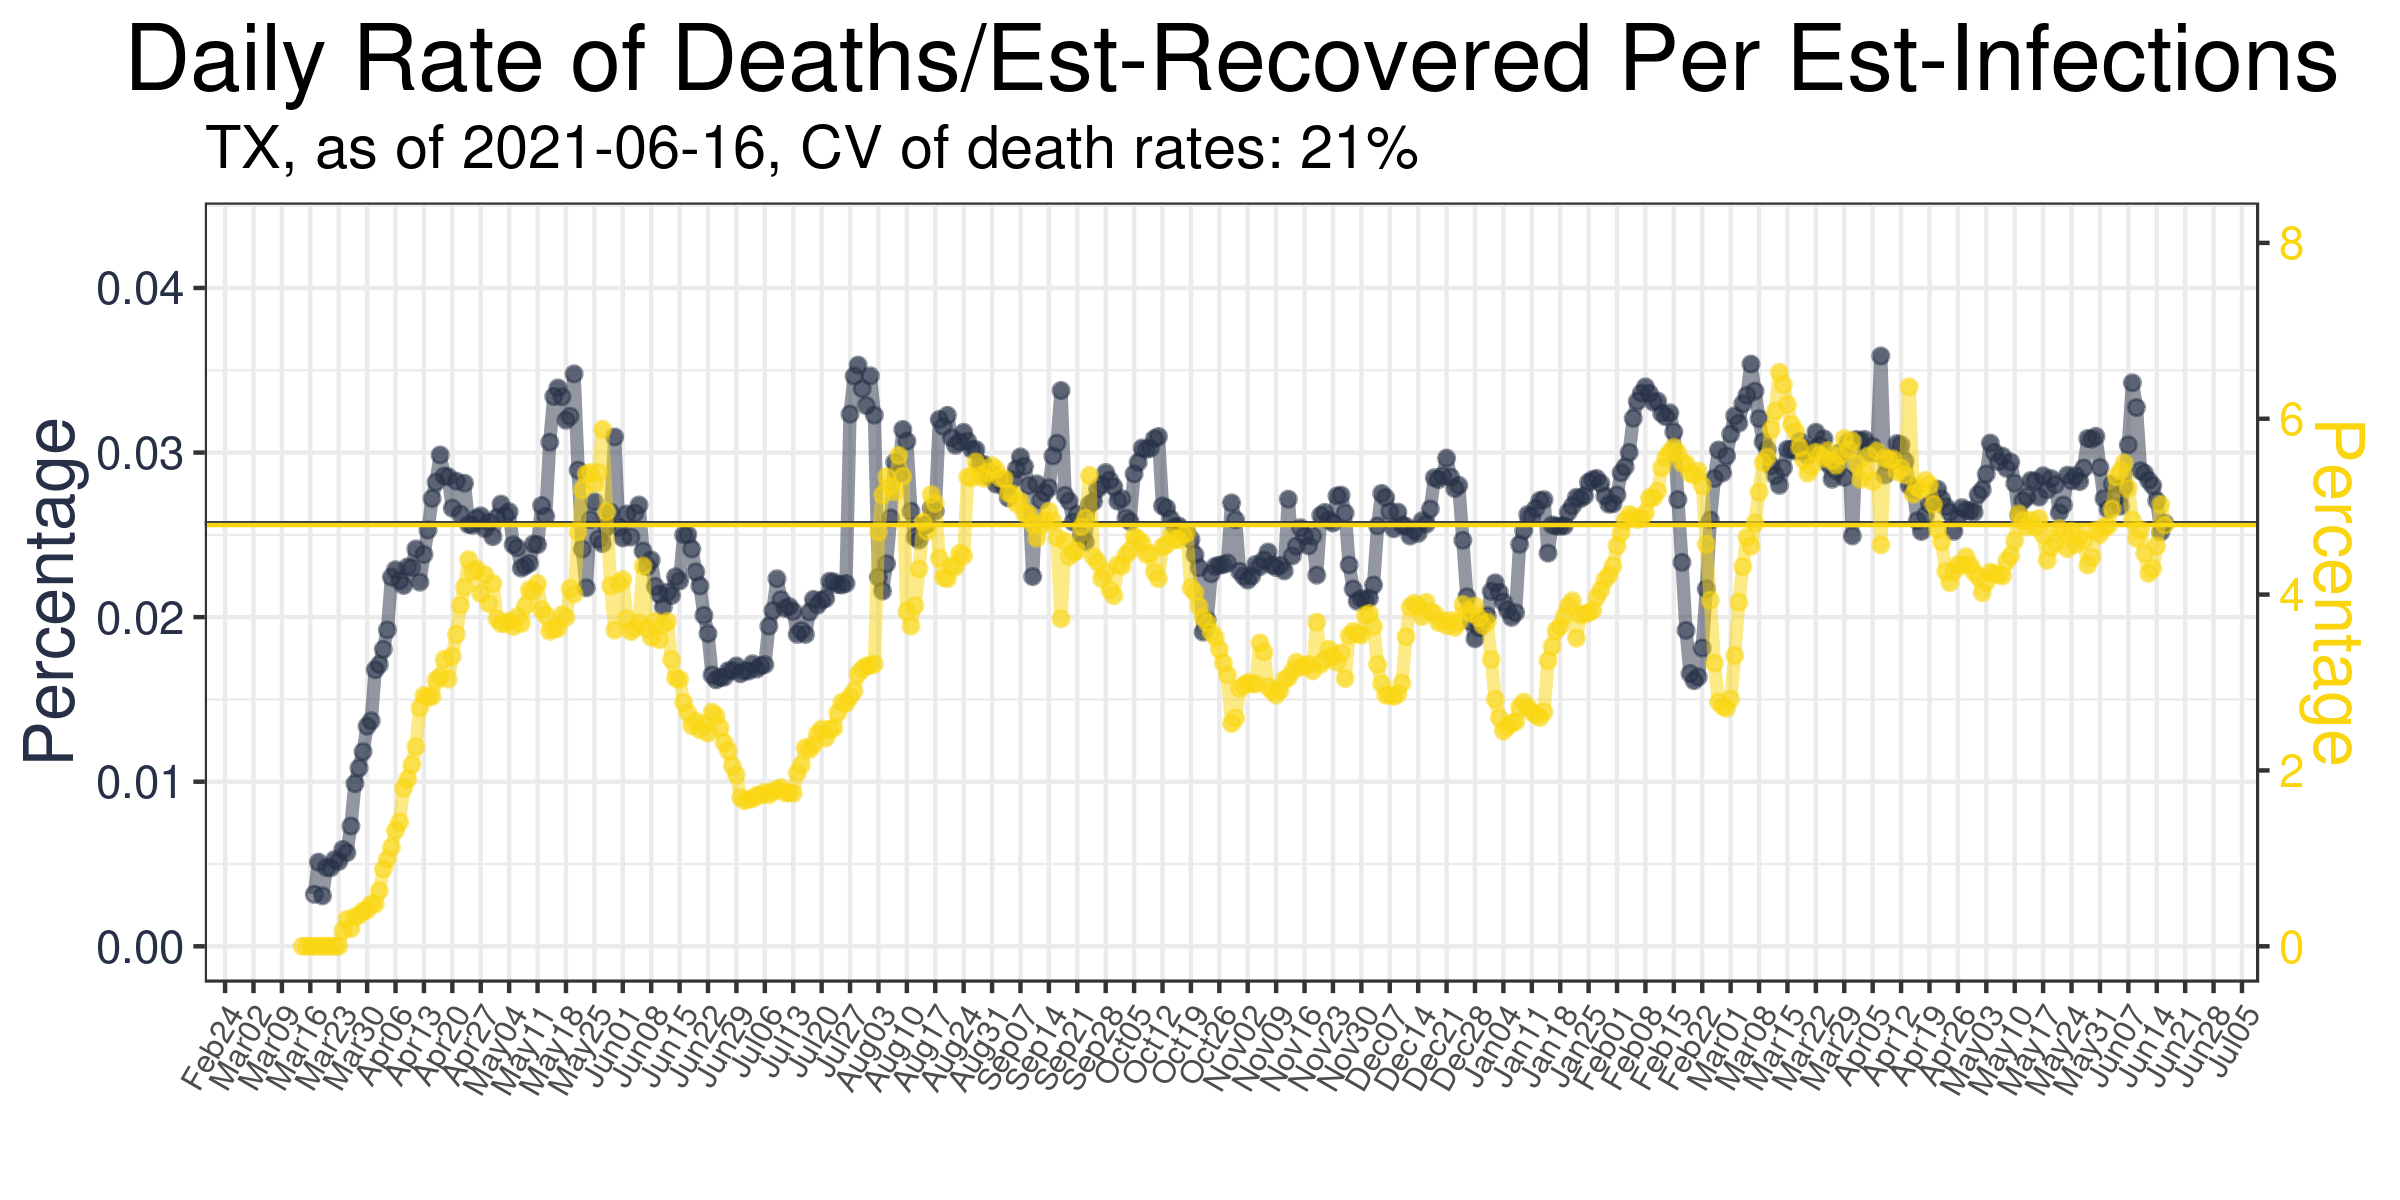 Daily Rate of Deaths/Est-Recovered Per Est-Infections
TX, as of 2021-06-16, CV of death rates: 21%
Percentage
0.04
0.03
0.02
0.01
0.00
8
6
4
2
0
Percentage
Feb24
Mar02
Mar09
Mar16
Mar23
Mar30
Apr06
Apr13
Apr20
Apr27
May04
May11
May18
May25
Jun01
Jun08
Jun15
Jun22
Jun29
Jul06
Jul13
Jul20
Jul27
Aug03
Aug10
Aug17
Aug24
Aug31
Sep07
Sep14
Sep21
Sep28
Oct05
Oct12
Oct19
Oct26
Nov02
Nov09
Nov16
Nov23
Nov30
Dec07
Dec14
Dec21
Dec28
Jan04
Jan11
Jan18
Jan25
Feb01
Feb08
Feb15
Feb22
Mar01
Mar08
Mar15
Mar22
Mar29
Apr05
Apr12
Apr19
Apr26
May03
May10
May17
May24
May31
Jun07
Jun14
Jun21
Jun28
Jul05